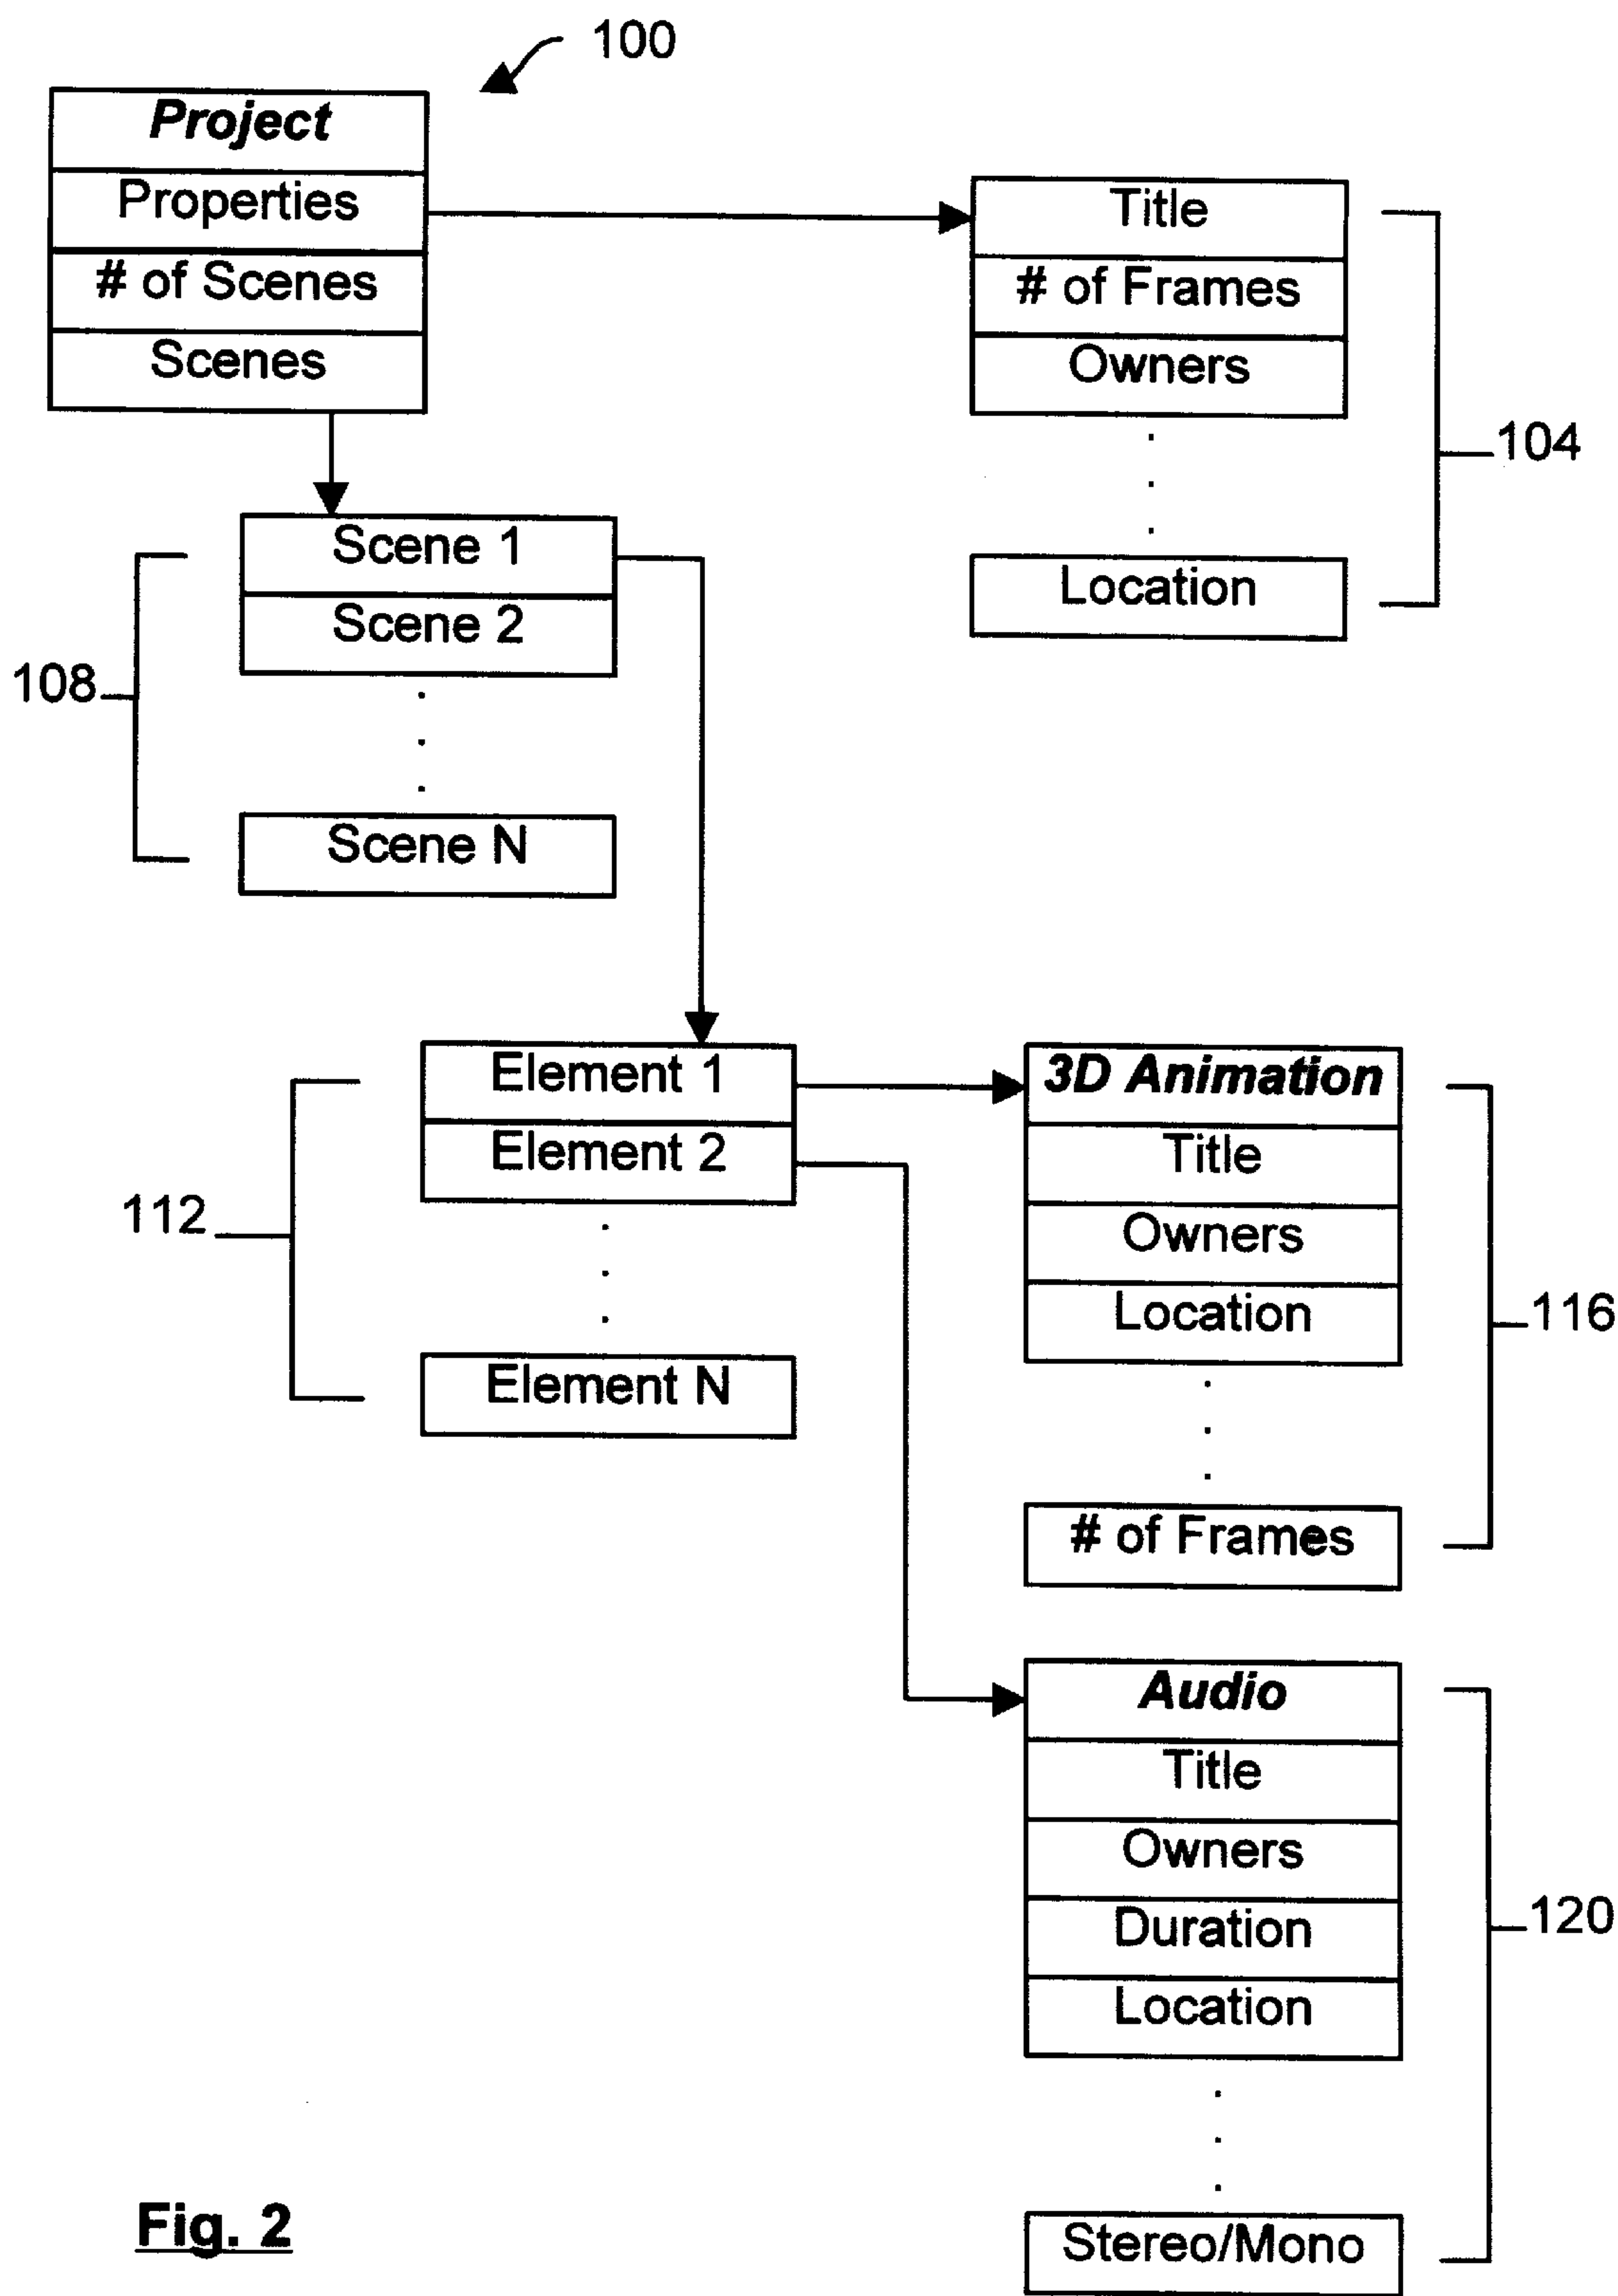 100
Project
Properties
# of Scenes
Scenes
Title
# of Frames
Owners
Location
104
Scene 1
Scene 2
Scene N
108
Element 1
Element 2
Element N
112
3D Animation
Title
Owners
Location
# of Frames
116
Audio
Title
Owners
Duration
Location
Stereo/Mono
120
Fig. 2